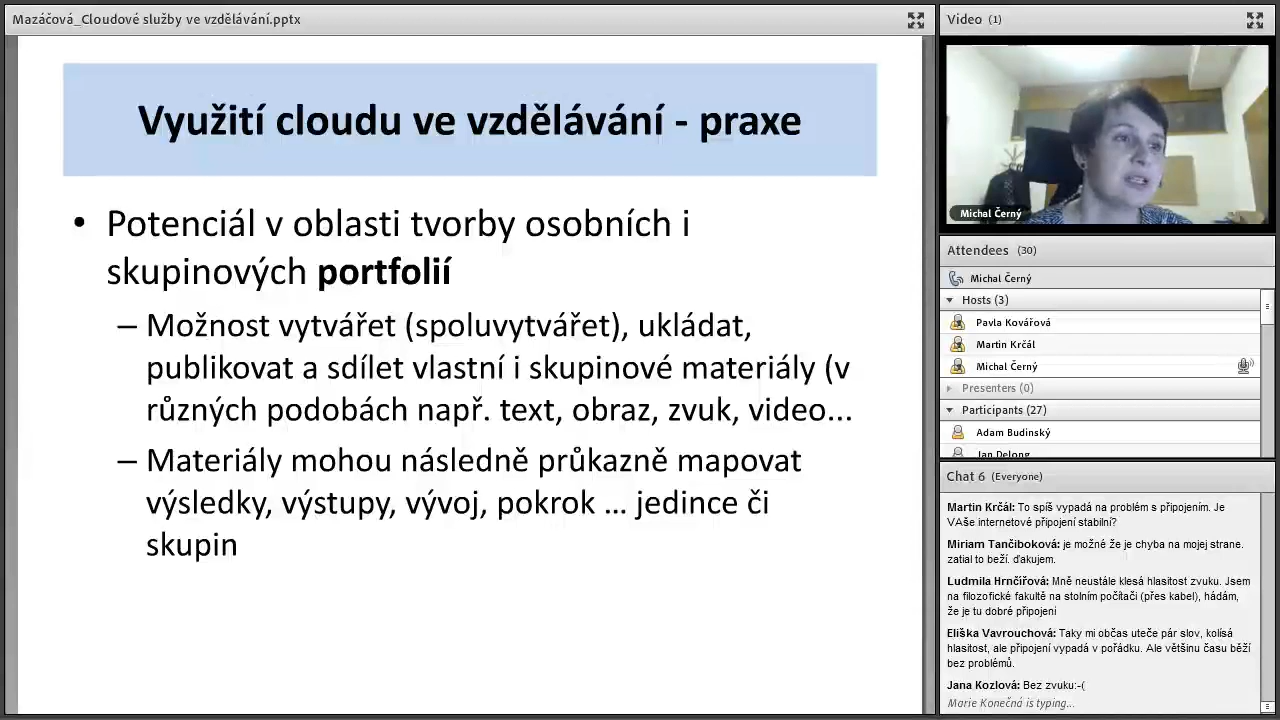 Mazáčová_Cloudové služby ve vzdělávání.pptx
Využití cloudu ve vzdělávání - praxe
• Potenciál v oblasti tvorby osobních i
skupinových portfolií
– Možnost vytvářet (spoluvytvářet), ukládat,
publikovat a sdílet vlastní i skupinové materiály (v
různých podobách např. text, obraz, zvuk, video...
– Materiály mohou následně průkazně mapovat
výsledky, výstupy, vývoj, pokrok … jedince či
skupin
Video (1)
Michal Černý
Attendees (30)
Michal Černý
Hosts (3)
Pavla Kovářová
Martin Krčál
Michal Černý
Presenters (0)
Participants (27)
Adam Budinský
Jan Delong
Chat 6 (Everyone)
Martin Krčál: To spíš vypadá na problém s připojením. Je
VAše internetové připojení stabilní?
Miriam Tančiboková: je možné že je chyba na mojej strane.
zatial to beží. ďakujem.
Ludmila Hrnčířová: Mně neustále klesá hlasitost zvuku. Jsem
na filozofické fakultě na stolním počítači (přes kabel), hádám,
že je tu dobré připojení
Eliška Vavrouchová: Taky mi občas uteče pár slov, kolísá
hlasitost, ale připojení vypadá v pořádku. Ale většinu času běží
bez problémů.
Jana Kozlová: Bez zvuku:-(
Marie Konečná is typing...